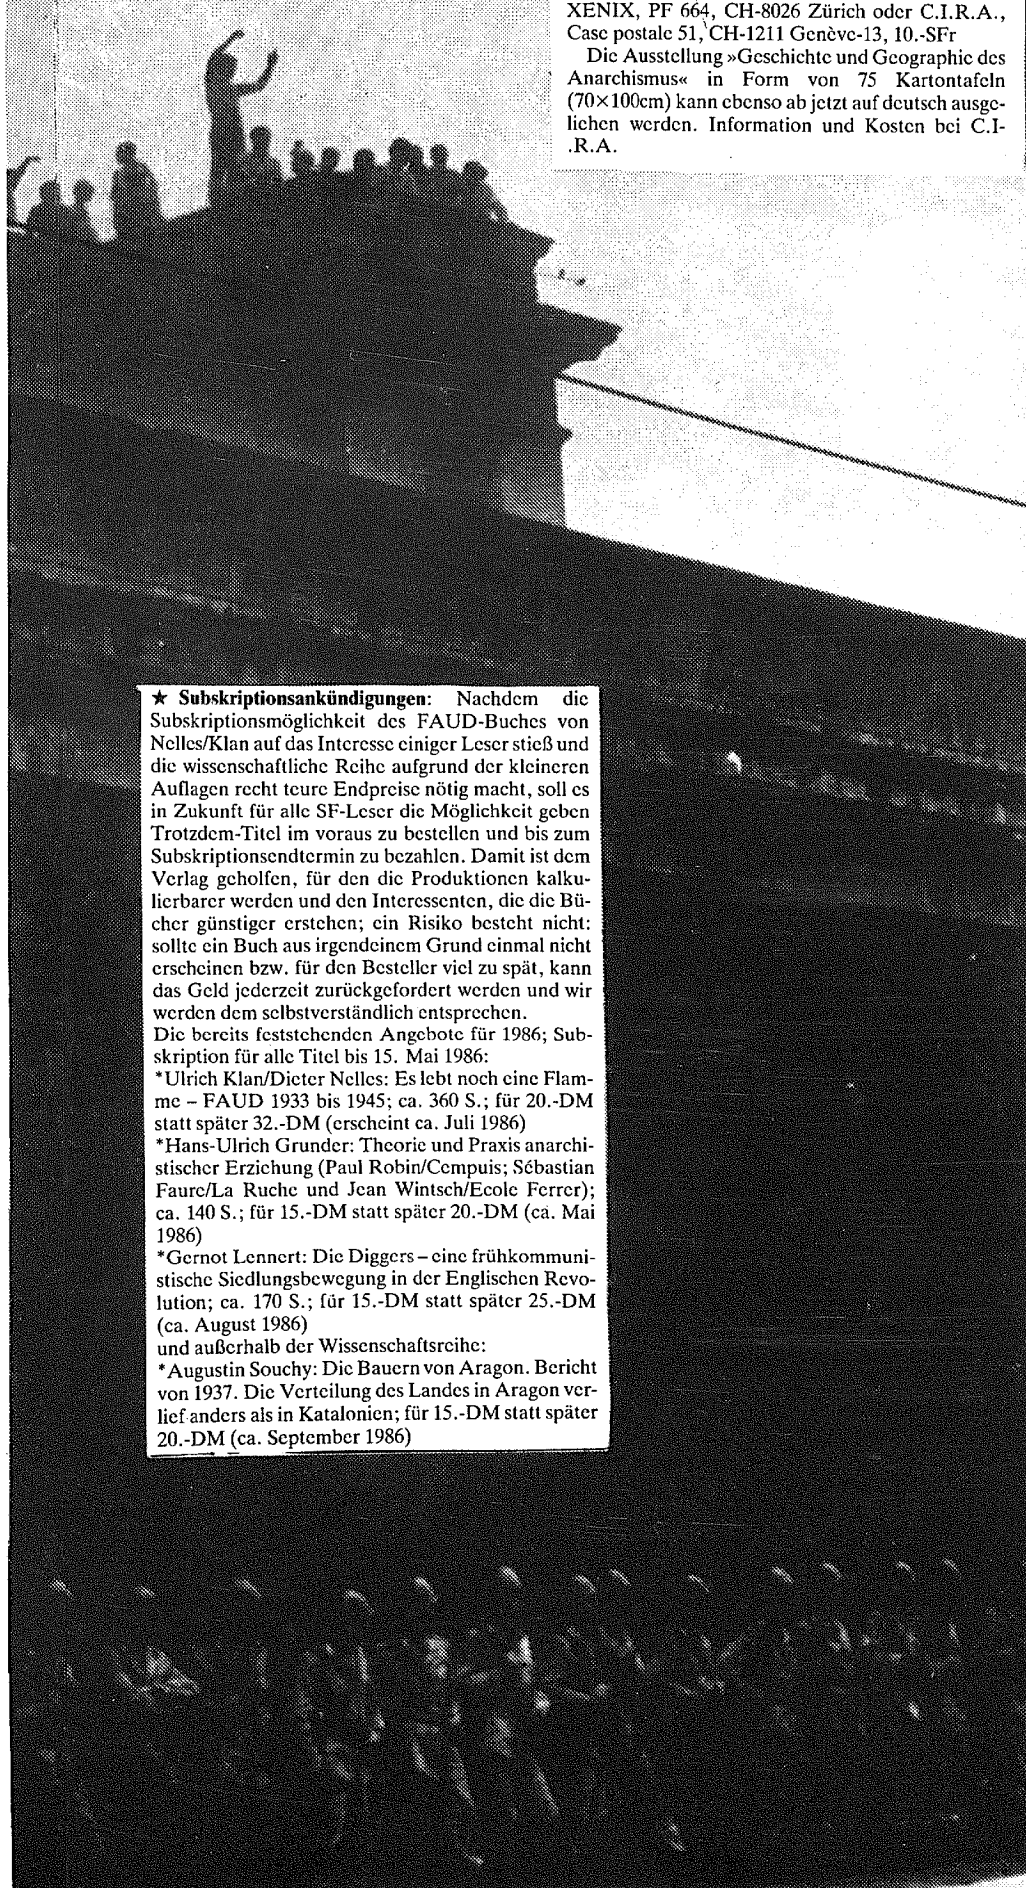 XENIX, PF 664, CH-8026 Zürich oder C.I.R.A.,
Case postale 51, CH-1211 Genève-13, 10.-SFr
Die Ausstellung »Geschichte und Geographie des
Anarchismus« in Form von 75 Kartontafeln
(70×100cm) kann ebenso ab jetzt auf deutsch ausge-
liehen werden. Information und Kosten bei C.I-
.R.A.
★ Subskriptionsankündigungen: Nachdem die
Subskriptionsmöglichkeit des FAUD-Buches von
Nelles/Klan auf das Interesse einiger Leser stieß und
die wissenschaftliche Reihe aufgrund der kleineren
Auflagen recht teure Endpreise nötig macht, soll es
in Zukunft für alle SF-Leser die Möglichkeit geben
Trotzdem-Titel im voraus zu bestellen und bis zum
Subskriptionsendtermin zu bezahlen. Damit ist dem
Verlag geholfen, für den die Produktionen kalku-
lierbarer werden und den Interessenten, die die Bü-
cher günstiger erstehen; ein Risiko besteht nicht:
sollte ein Buch aus irgendeinem Grund einmal nicht
erscheinen bzw. für den Besteller viel zu spät, kann
das Geld jederzeit zurückgefordert werden und wir
werden dem selbstverständlich entsprechen.
Die bereits feststehenden Angebote für 1986; Sub-
skription für alle Titel bis 15. Mai 1986:
*Ulrich Klan/Dieter Nelles: Es lebt noch eine Flam-
me – FAUD 1933 bis 1945; ca. 360 S.; für 20.-DM
statt später 32.-DM (erscheint ca. Juli 1986)
*Hans-Ulrich Grunder: Theorie und Praxis anarchi-
stischer Erziehung (Paul Robin/Cempuis; Sébastian
Faure/La Ruche und Jean Wintsch/Ecole Ferrer);
ca. 140 S.; für 15.-DM statt später 20.-DM (ca. Mai
1986)
*Gernot Lennert: Die Diggers – eine frühkommuni-
stische Siedlungsbewegung in der Englischen Revo-
lution; ca. 170 S.; für 15.-DM statt später 25.-DM
(ca. August 1986)
und außerhalb der Wissenschaftsreihe:
*Augustin Souchy: Die Bauern von Aragon. Bericht
von 1937. Die Verteilung des Landes in Aragon ver-
lief anders als in Katalonien; für 15.-DM statt später
20.-DM (ca. September 1986)